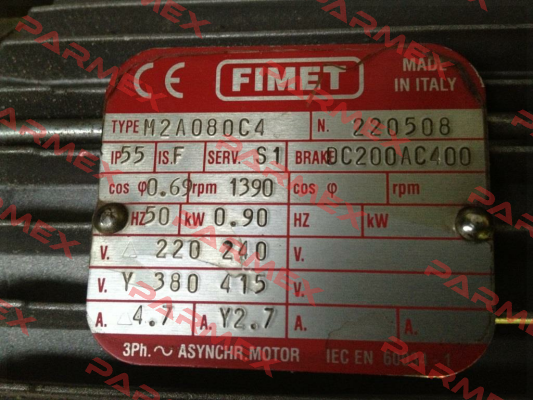 CE FIMET MADE IN ITALY
TYPE M2A080C4 N. 220508
IP55 IS.F SERV. S1 BRAKE DC200AC400
cos φ 0.69 rpm 1390 cos φ rpm
HZ 50 kW 0.90 HZ kW
V. 220 240 V.
V. Y 380 415 V.
A. 4.7 A. Y2.7 A. A.
3Ph. ~ ASYNCHR. MOTOR IEC EN
PARMEX